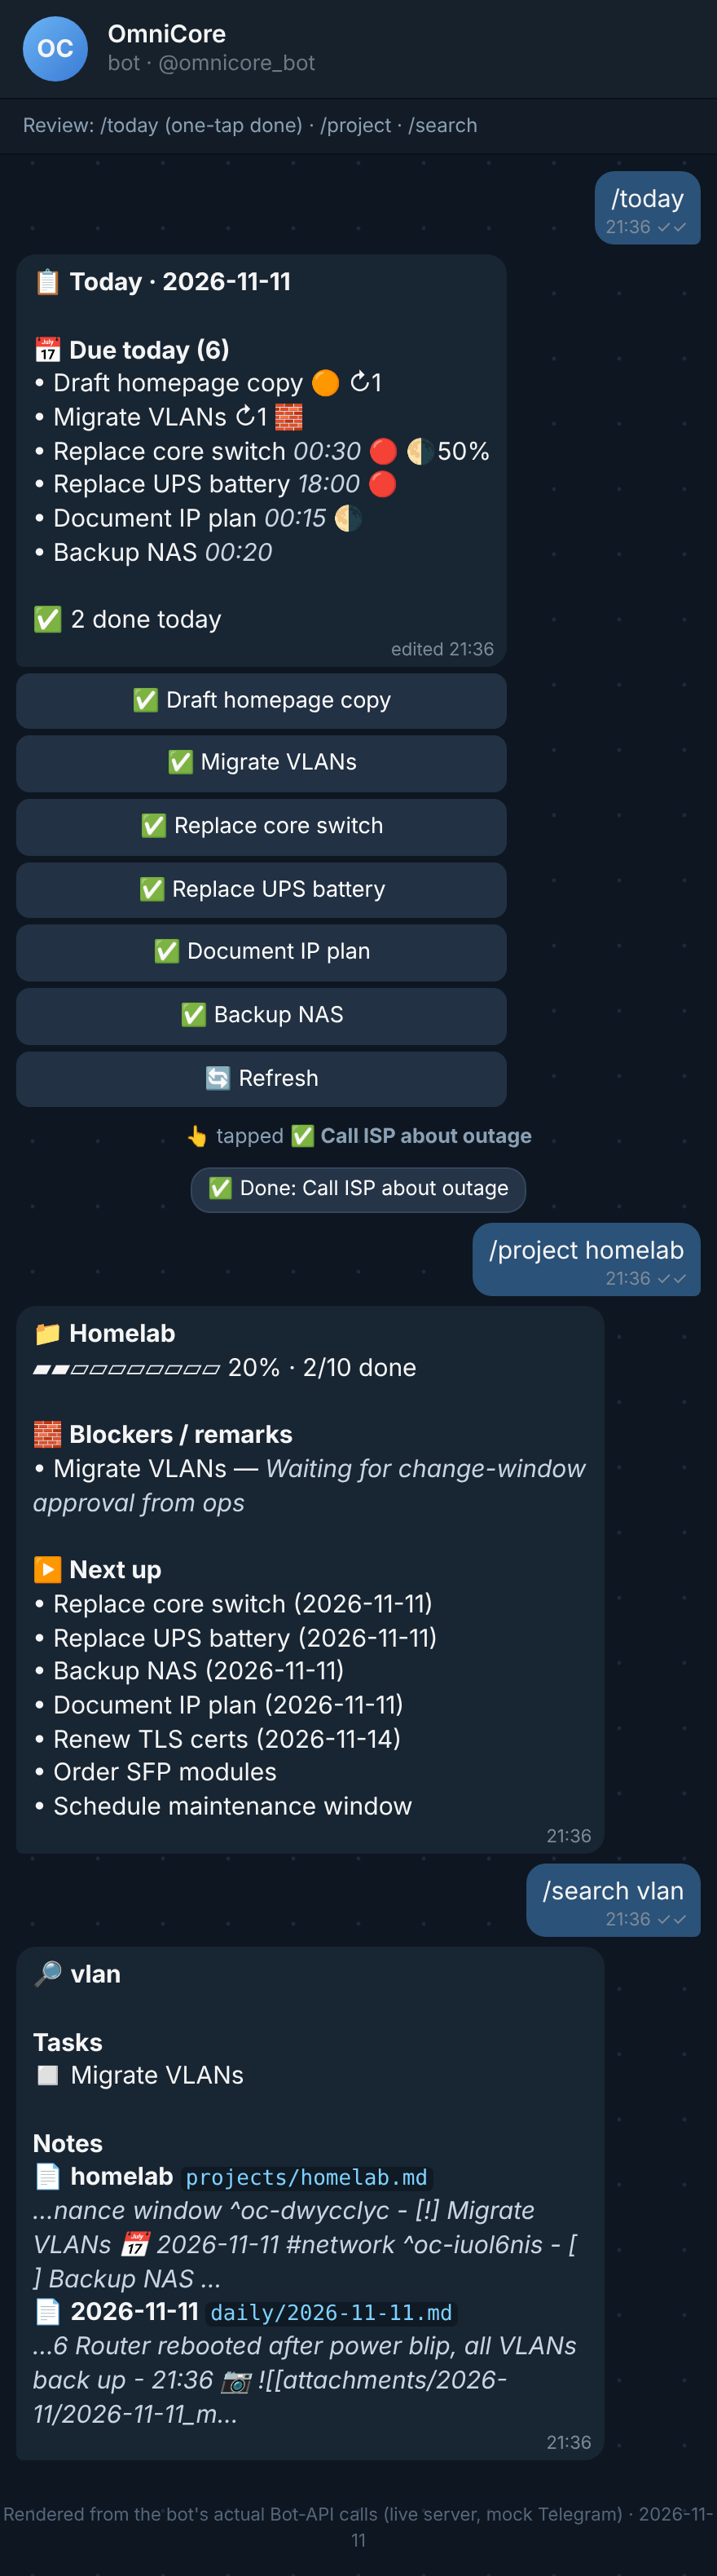 OC
OmniCore
bot · @omnicore_bot
Review: /today (one-tap done) · /project · /search
/today
21:36 ✓✓
📋 Today · 2026-11-11
📅 Due today (6)
• Draft homepage copy 🟠 ↻1
• Migrate VLANs ↻1 🧱
• Replace core switch 00:30 🔴 🌗50%
• Replace UPS battery 18:00 🔴
• Document IP plan 00:15 🌗
• Backup NAS 00:20
✅ 2 done today
edited 21:36
✅ Draft homepage copy
✅ Migrate VLANs
✅ Replace core switch
✅ Replace UPS battery
✅ Document IP plan
✅ Backup NAS
🔄 Refresh
👆 tapped ✅ Call ISP about outage
✅ Done: Call ISP about outage
/project homelab
21:36 ✓✓
📁 Homelab
▰▰▱▱▱▱▱▱▱▱ 20% · 2/10 done
🧱 Blockers / remarks
• Migrate VLANs — Waiting for change-window
approval from ops
▶️ Next up
• Replace core switch (2026-11-11)
• Replace UPS battery (2026-11-11)
• Backup NAS (2026-11-11)
• Document IP plan (2026-11-11)
• Renew TLS certs (2026-11-14)
• Order SFP modules
• Schedule maintenance window
21:36
/search vlan
21:36 ✓✓
🔎 vlan
Tasks
◻️ Migrate VLANs
Notes
📄 homelab projects/homelab.md
…nance window ^oc-dwycclyc - [!] Migrate
VLANs 📅 2026-11-11 #network ^oc-iuol6nis - [
] Backup NAS …
📄 2026-11-11 daily/2026-11-11.md
…6 Router rebooted after power blip, all VLANs
back up - 21:36 📷 ![[attachments/2026-
11/2026-11-11_m…
21:36
Rendered from the bot's actual Bot-API calls (live server, mock Telegram) · 2026-11-
11